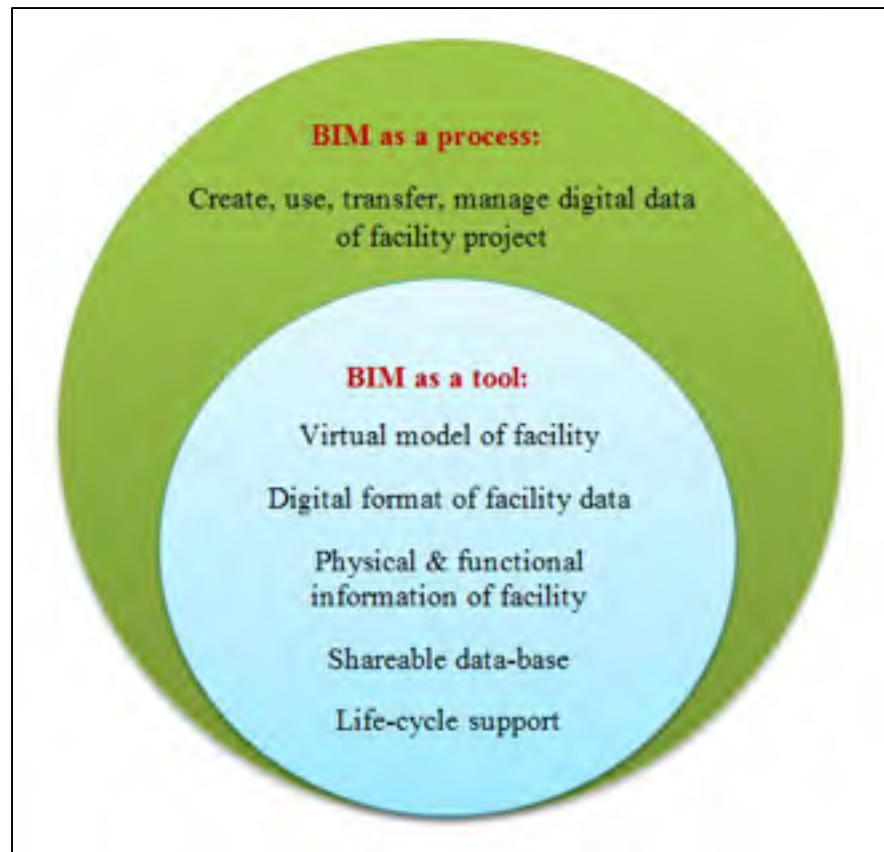 BIM as a process:
Create, use, transfer, manage digital data
of facility project
BIM as a tool:
Virtual model of facility
Digital format of facility data
Physical & functional
information of facility
Shareable data-base
Life-cycle support